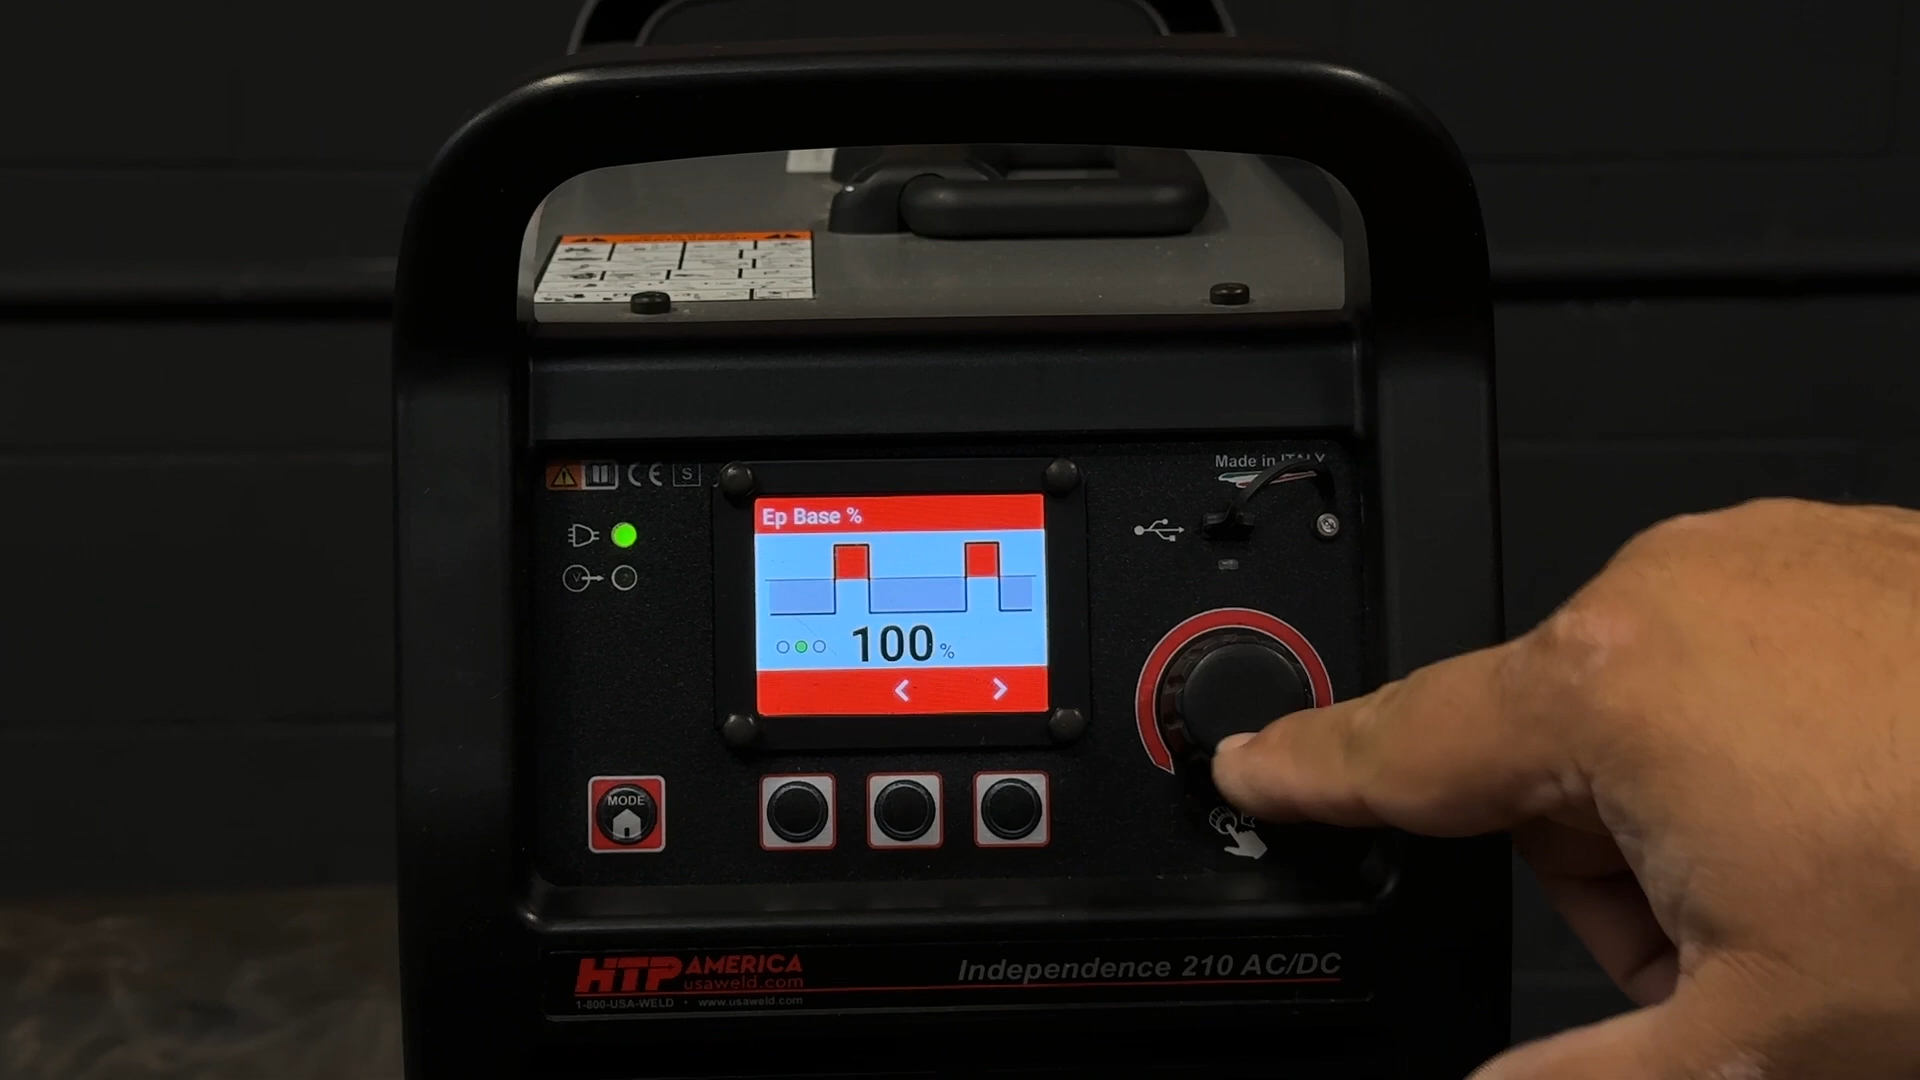 CE S
Made in ITALY
Ep Base %
100 %
MODE
HTP AMERICA
usaweld.com
1-800-USA-WELD • www.usaweld.com
Independence 210 AC/DC